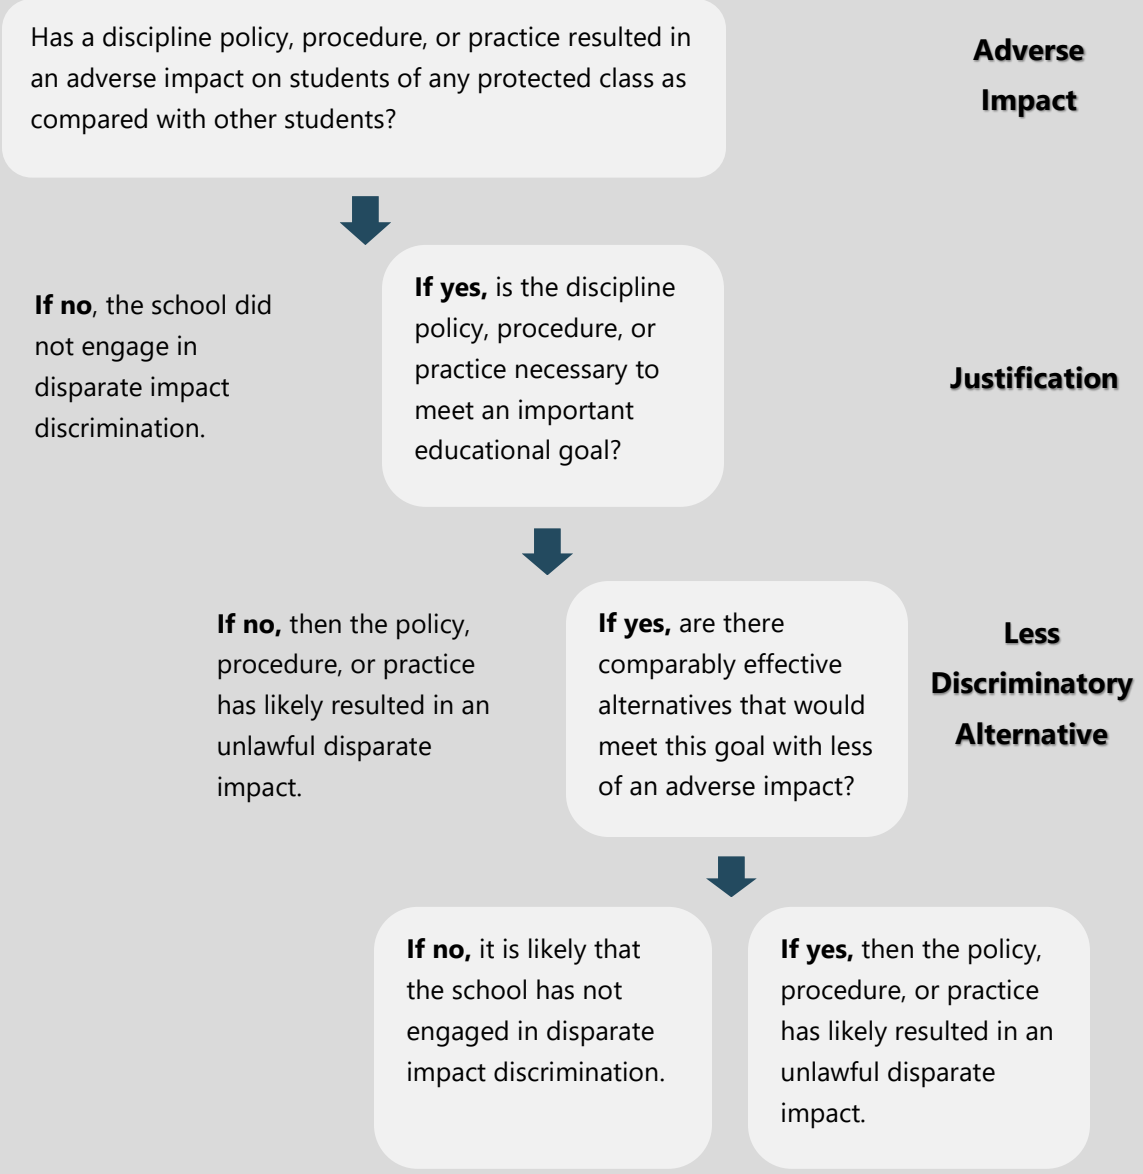 Has a discipline policy, procedure, or practice resulted in
an adverse impact on students of any protected class as
compared with other students?
Adverse
Impact
If no, the school did
not engage in
disparate impact
discrimination.
If yes, is the discipline
policy, procedure, or
practice necessary to
meet an important
educational goal?
Justification
If no, then the policy,
procedure, or practice
has likely resulted in an
unlawful disparate
impact.
If yes, are there
comparably effective
alternatives that would
meet this goal with less
of an adverse impact?
Less
Discriminatory
Alternative
If no, it is likely that
the school has not
engaged in disparate
impact discrimination.
If yes, then the policy,
procedure, or practice
has likely resulted in an
unlawful disparate
impact.